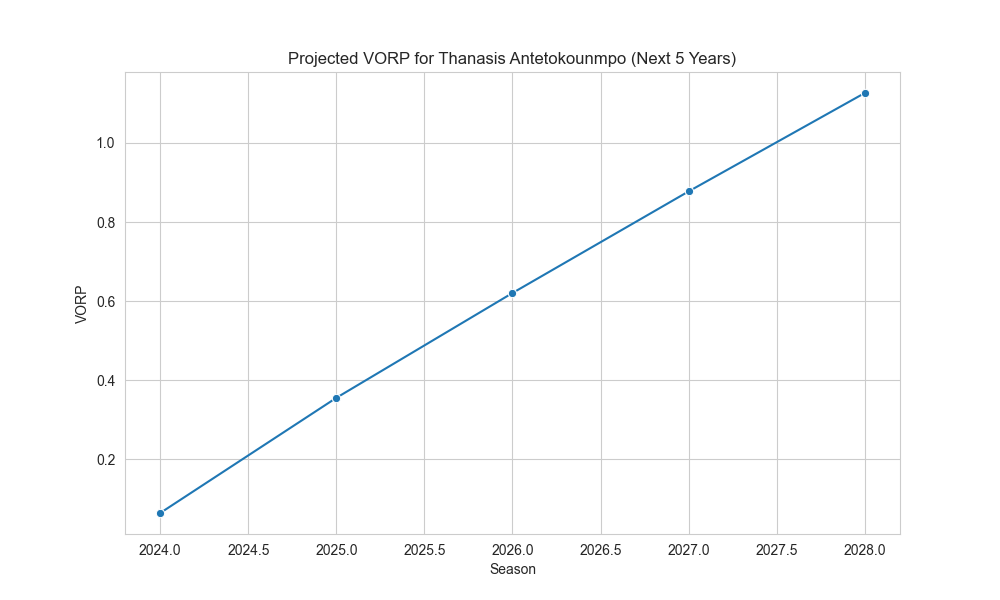 Projected VORP for Thanasis Antetokounmpo (Next 5 Years)
1.0
0.8
0.6
0.4
0.2
VORP
2024.0 2024.5 2025.0 2025.5 2026.0 2026.5 2027.0 2027.5 2028.0
Season